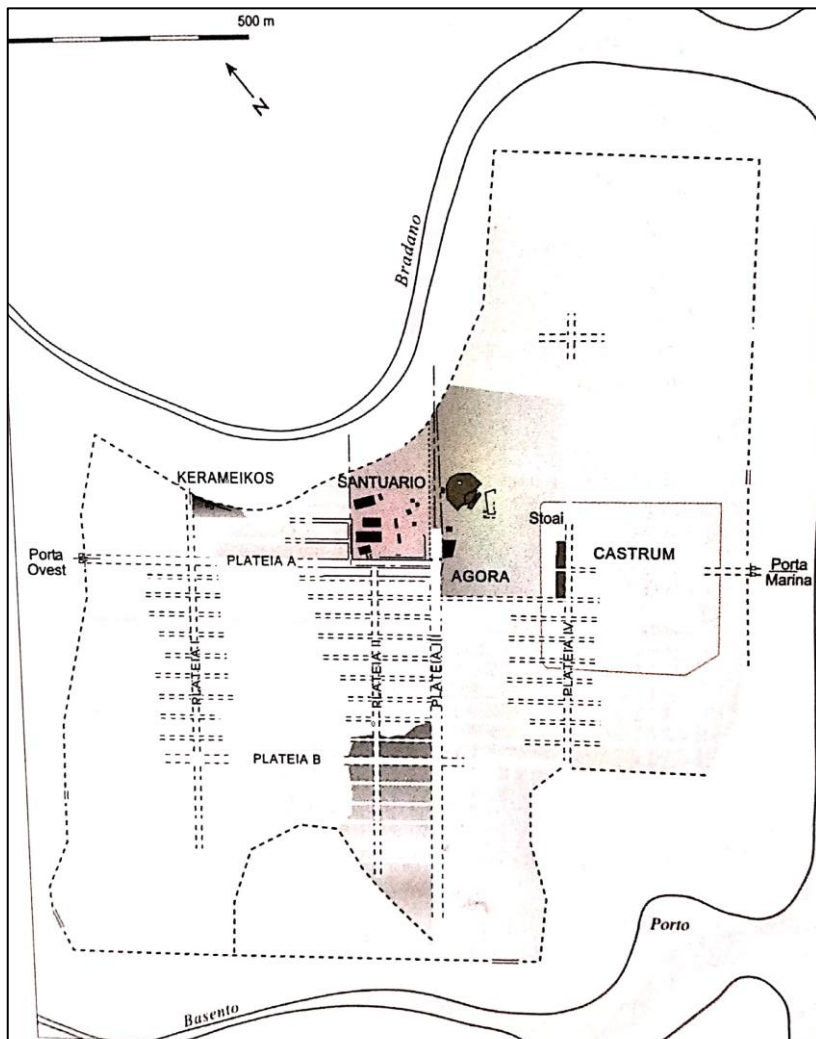 500 m
N
Bradano
KERAMEIKOS
SANTUARIO
Stoai
Porta
Ovest
PLATEIA A
AGORA
CASTRUM
Porta
Marina
PLATEIA I
PLATEIA II
PLATEIA III
PLATEIA IV
PLATEIA B
Porto
Basento